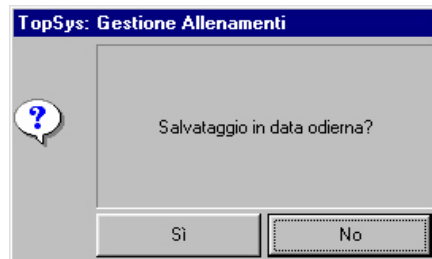 TopSys: Gestione Allenamenti
?
Salvataggio in data odierna?
Sì
No